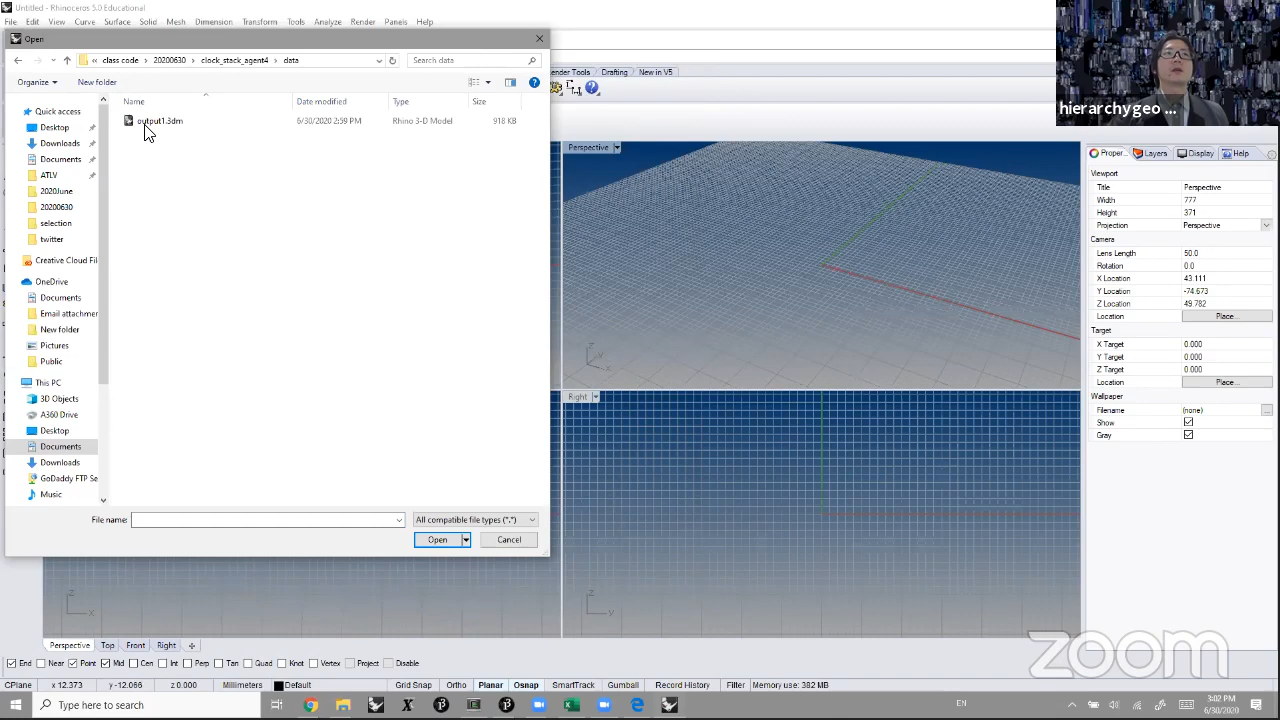 Untitled - Rhinoceros 5.0 Educational
File Edit View Curve Surface Solid Mesh Dimension Transform Tools Analyze Render Panels Help
Open
« class code > 20200630 > clock_stack_agent4 > data
Search data
Organize New folder
Name Date modified Type Size
output1.3dm 6/30/2020 2:59 PM Rhino 3-D Model 918 KB
Quick access
Desktop
Downloads
Documents
ATLV
2020June
20200630
selection
twitter
Creative Cloud Fil
OneDrive
Documents
Email attachmer
New folder
Pictures
Public
This PC
3D Objects
A360 Drive
Desktop
Documents
Downloads
GoDaddy FTP Se
Music
File name:
All compatible file types (*.*)
Open Cancel
ender Tools Drafting New in V5
Perspective
Right
z x
z y
z y x
hierarchygeo ...
Proper... Layers Display Help
Viewport
Title Perspective
Width 777
Height 371
Projection Perspective
Camera
Lens Length 50.0
Rotation 0.0
X Location 43.111
Y Location -74.673
Z Location 49.782
Location Place...
Target
X Target 0.000
Y Target 0.000
Z Target 0.000
Location Place...
Wallpaper
Filename (none) ...
Show
Gray
zoom
Perspective Top Front Right
End Near Point Mid Cen Int Perp Tan Quad Knot Vertex Project Disable
CPlane x 12.373 y -12.066 z 0.000 Millimeters Default Grid Snap Ortho Planar Osnap SmartTrack Gumball Record History Filter Memory use: 382 MB
Type here to search
EN
3:02 PM
6/30/2020